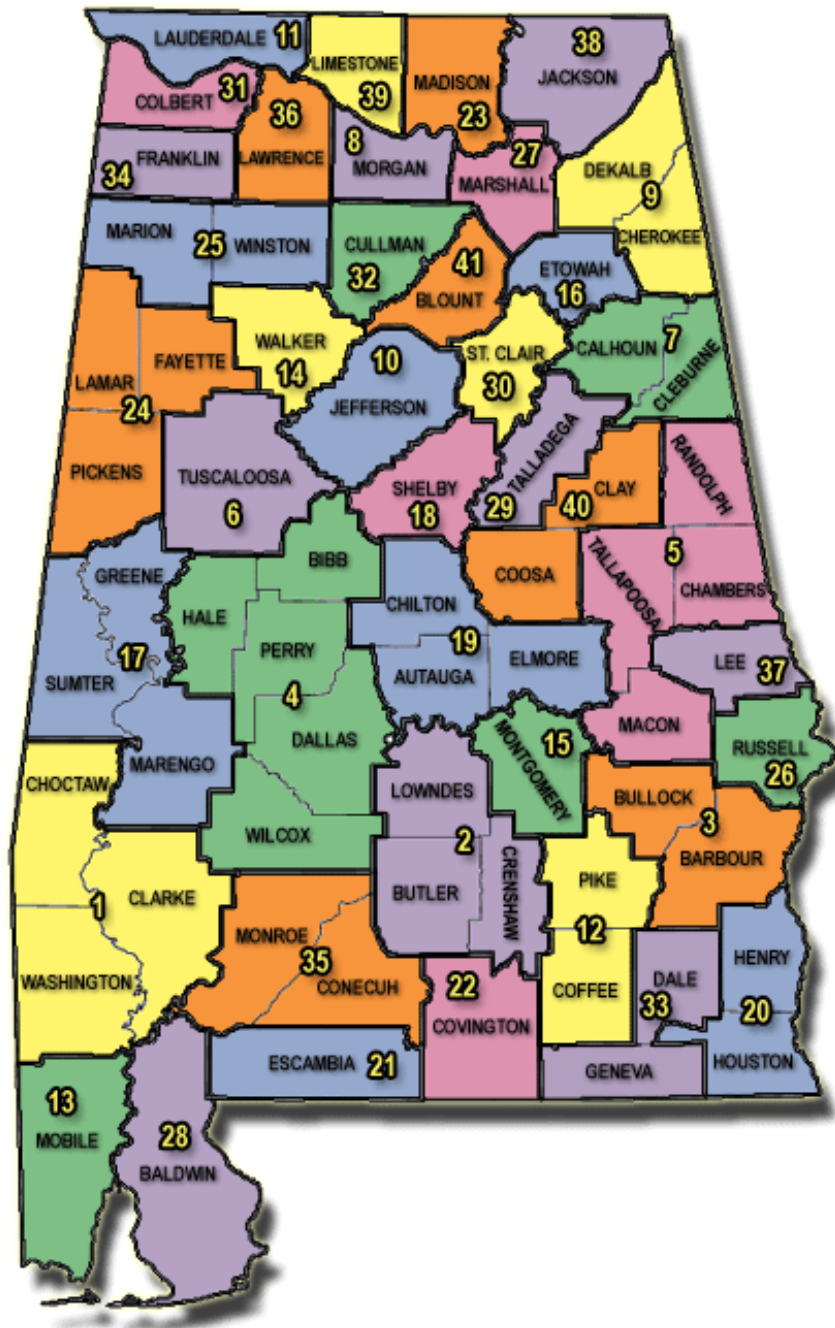 LAUDERDALE 11
LIMESTONE
39
MADISON
23
38
JACKSON
COLBERT 31
36
LAWRENCE
8
MORGAN
27
MARSHALL
34 FRANKLIN
DEKALB
9
CHEROKEE
MARION
25
WINSTON
CULLMAN
32
41
BLOUNT
ETOWAH
16
WALKER
14
ST. CLAIR
30
CALHOUN 7
CLEBURNE
LAMAR
FAYETTE
24
PICKENS
10
JEFFERSON
TUSCALOOSA
6
SHELBY
18
TALLADEGA
29
CLAY
40
RANDOLPH
GREENE
BIBB
COOSA
TALLAPOOSA
5
CHAMBERS
HALE
CHILTON
17
SUMTER
PERRY
4
19
AUTAUGA
ELMORE
LEE 37
MARENGO
DALLAS
MACON
MONTGOMERY
15
RUSSELL
26
CHOCTAW
LOWNDES
BULLOCK
3
BARBOUR
WILCOX
2
CRENSHAW
PIKE
CLARKE
1
BUTLER
12
WASHINGTON
MONROE
35
CONECUH
22
COVINGTON
COFFEE
DALE
33
HENRY
20
HOUSTON
ESCAMBIA 21
GENEVA
13
MOBILE
28
BALDWIN